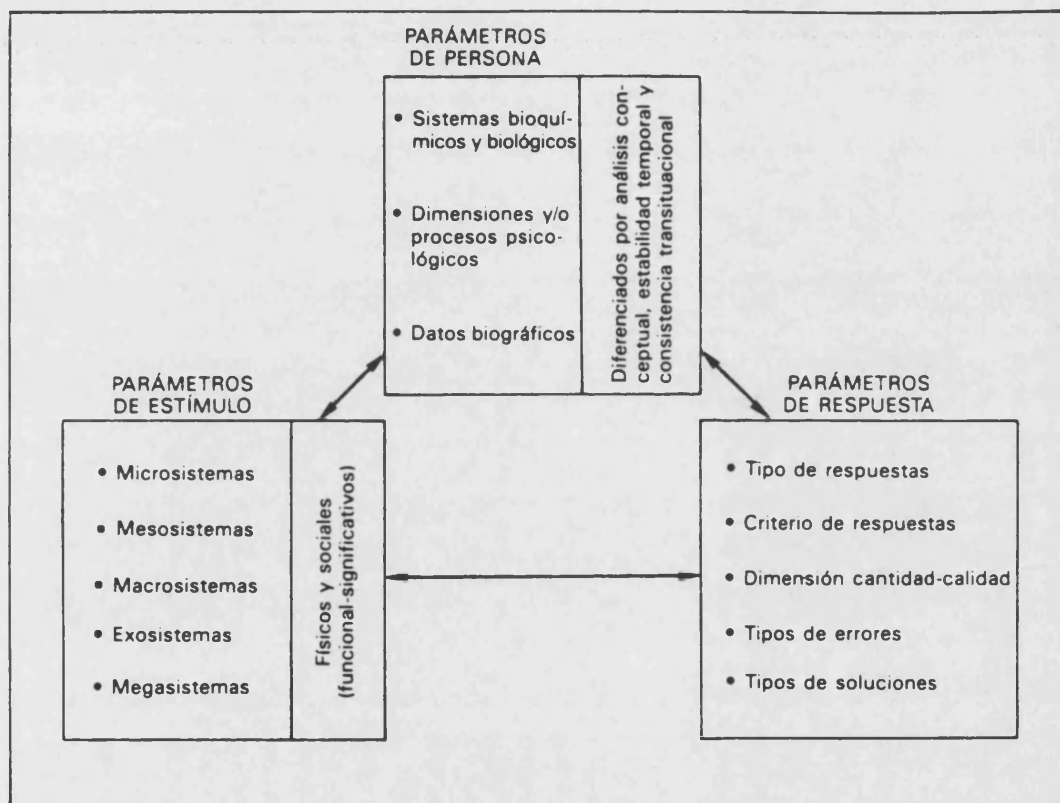 PARÁMETROS
DE PERSONA
• Sistemas bioquí-
micos y biológicos
• Dimensiones y/o
procesos psico-
lógicos
• Datos biográficos
Diferenciados por análisis con-
ceptual, estabilidad temporal y
consistencia transituacional
PARÁMETROS
DE ESTÍMULO
• Microsistemas
• Mesosistemas
• Macrosistemas
• Exosistemas
• Megasistemas
Físicos y sociales
(funcional-significativos)
PARÁMETROS
DE RESPUESTA
• Tipo de respuestas
• Criterio de respuestas
• Dimensión cantidad-calidad
• Tipos de errores
• Tipos de soluciones